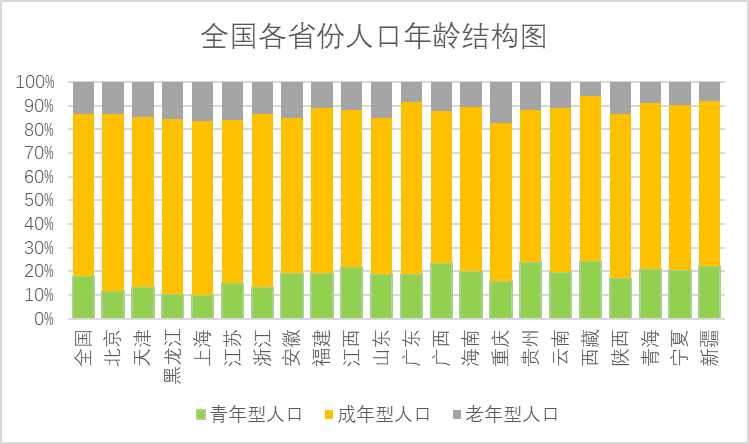 全国各省份人口年龄结构图
100%
90%
80%
70%
60%
50%
40%
30%
20%
10%
0%
全国
北京
天津
黑龙江
上海
江苏
浙江
安徽
福建
江西
山东
广东
广西
海南
重庆
贵州
云南
西藏
陕西
青海
宁夏
新疆
青年型人口 成年型人口 老年型人口